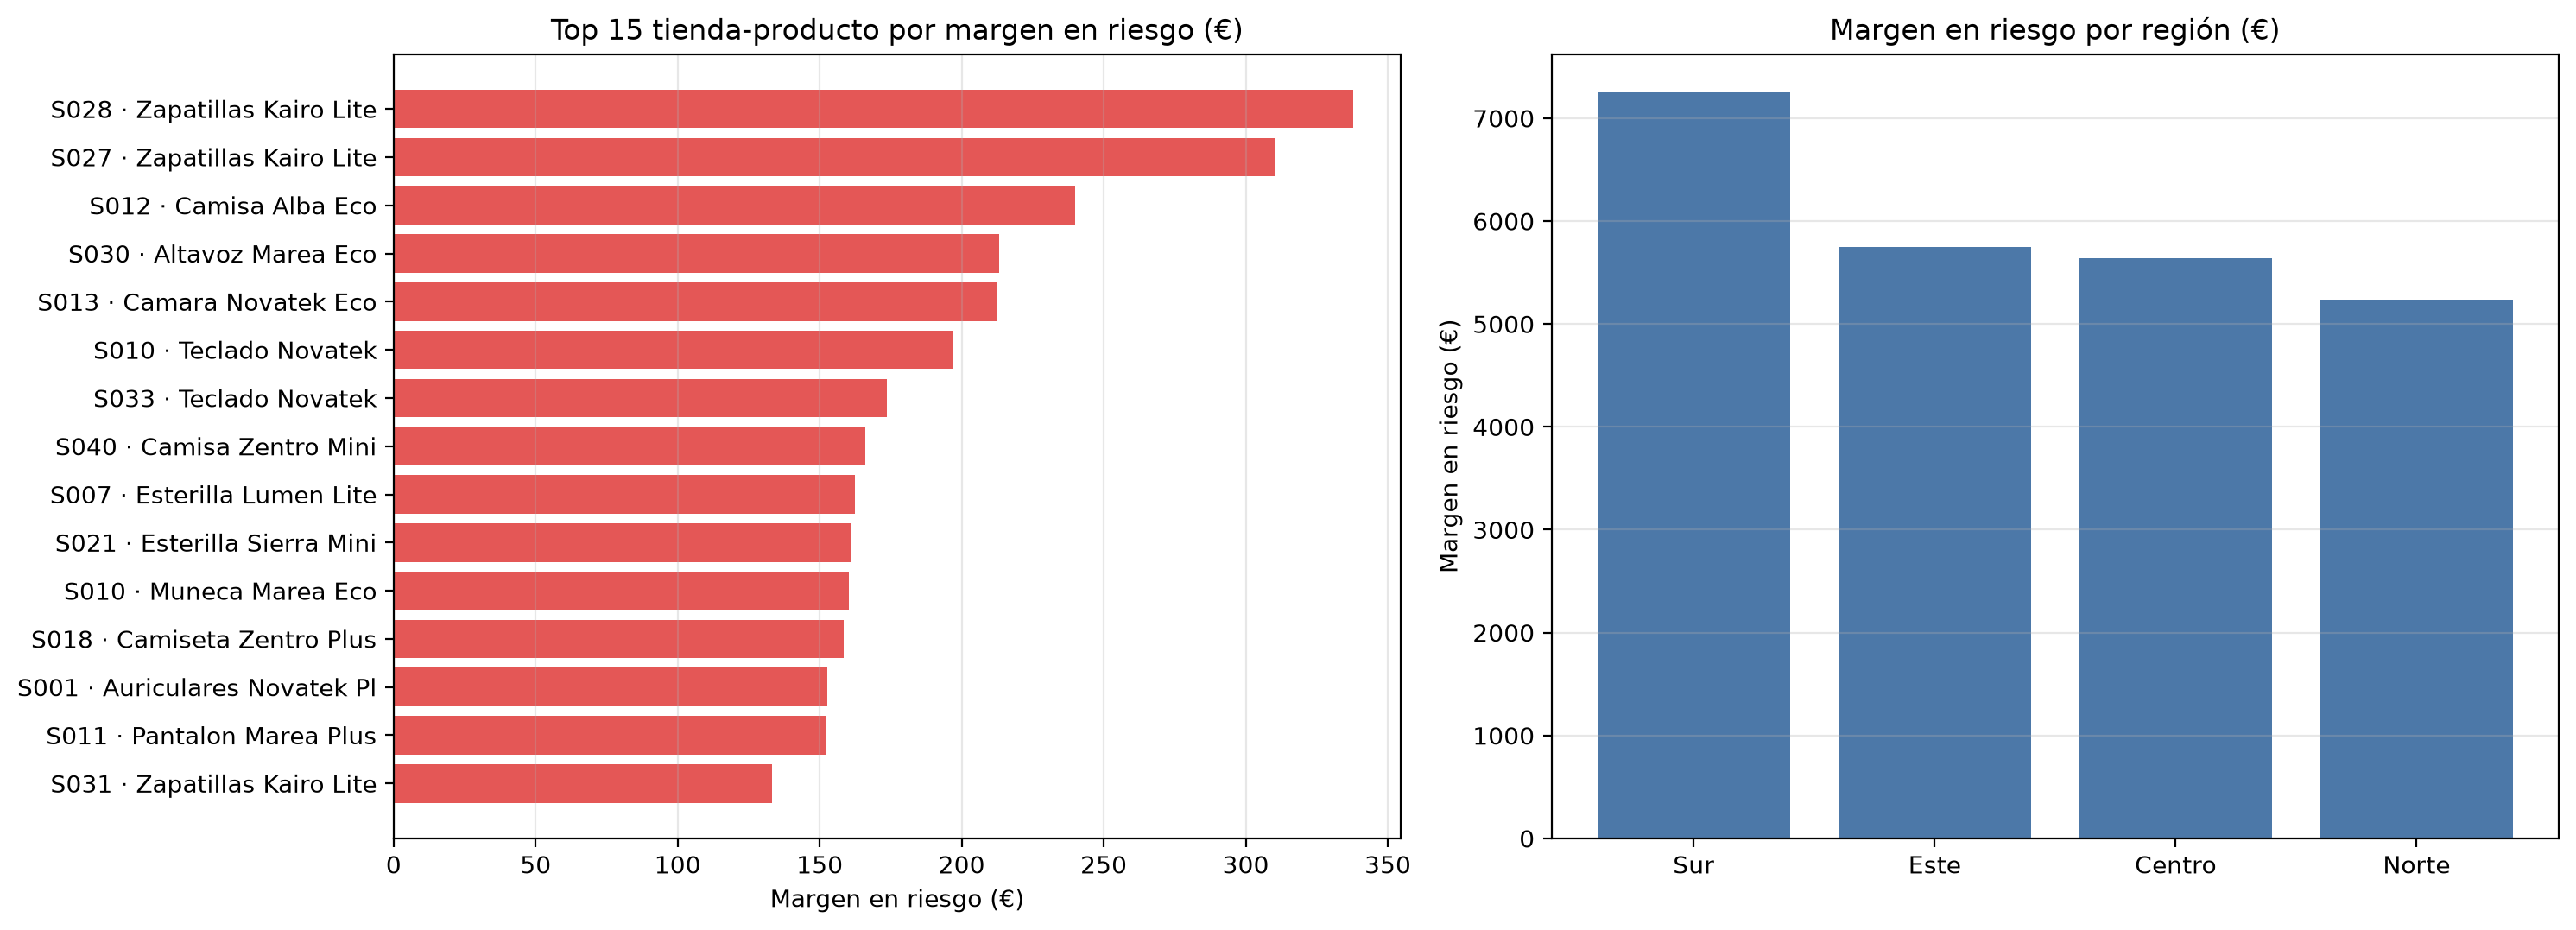 Top 15 tienda-producto por margen en riesgo (€)
S028 · Zapatillas Kairo Lite
S027 · Zapatillas Kairo Lite
S012 · Camisa Alba Eco
S030 · Altavoz Marea Eco
S013 · Camara Novatek Eco
S010 · Teclado Novatek
S033 · Teclado Novatek
S040 · Camisa Zentro Mini
S007 · Esterilla Lumen Lite
S021 · Esterilla Sierra Mini
S010 · Muneca Marea Eco
S018 · Camiseta Zentro Plus
S001 · Auriculares Novatek Pl
S011 · Pantalon Marea Plus
S031 · Zapatillas Kairo Lite
0 50 100 150 200 250 300 350
Margen en riesgo (€)
Margen en riesgo por región (€)
Margen en riesgo (€)
7000
6000
5000
4000
3000
2000
1000
0
Sur Este Centro Norte